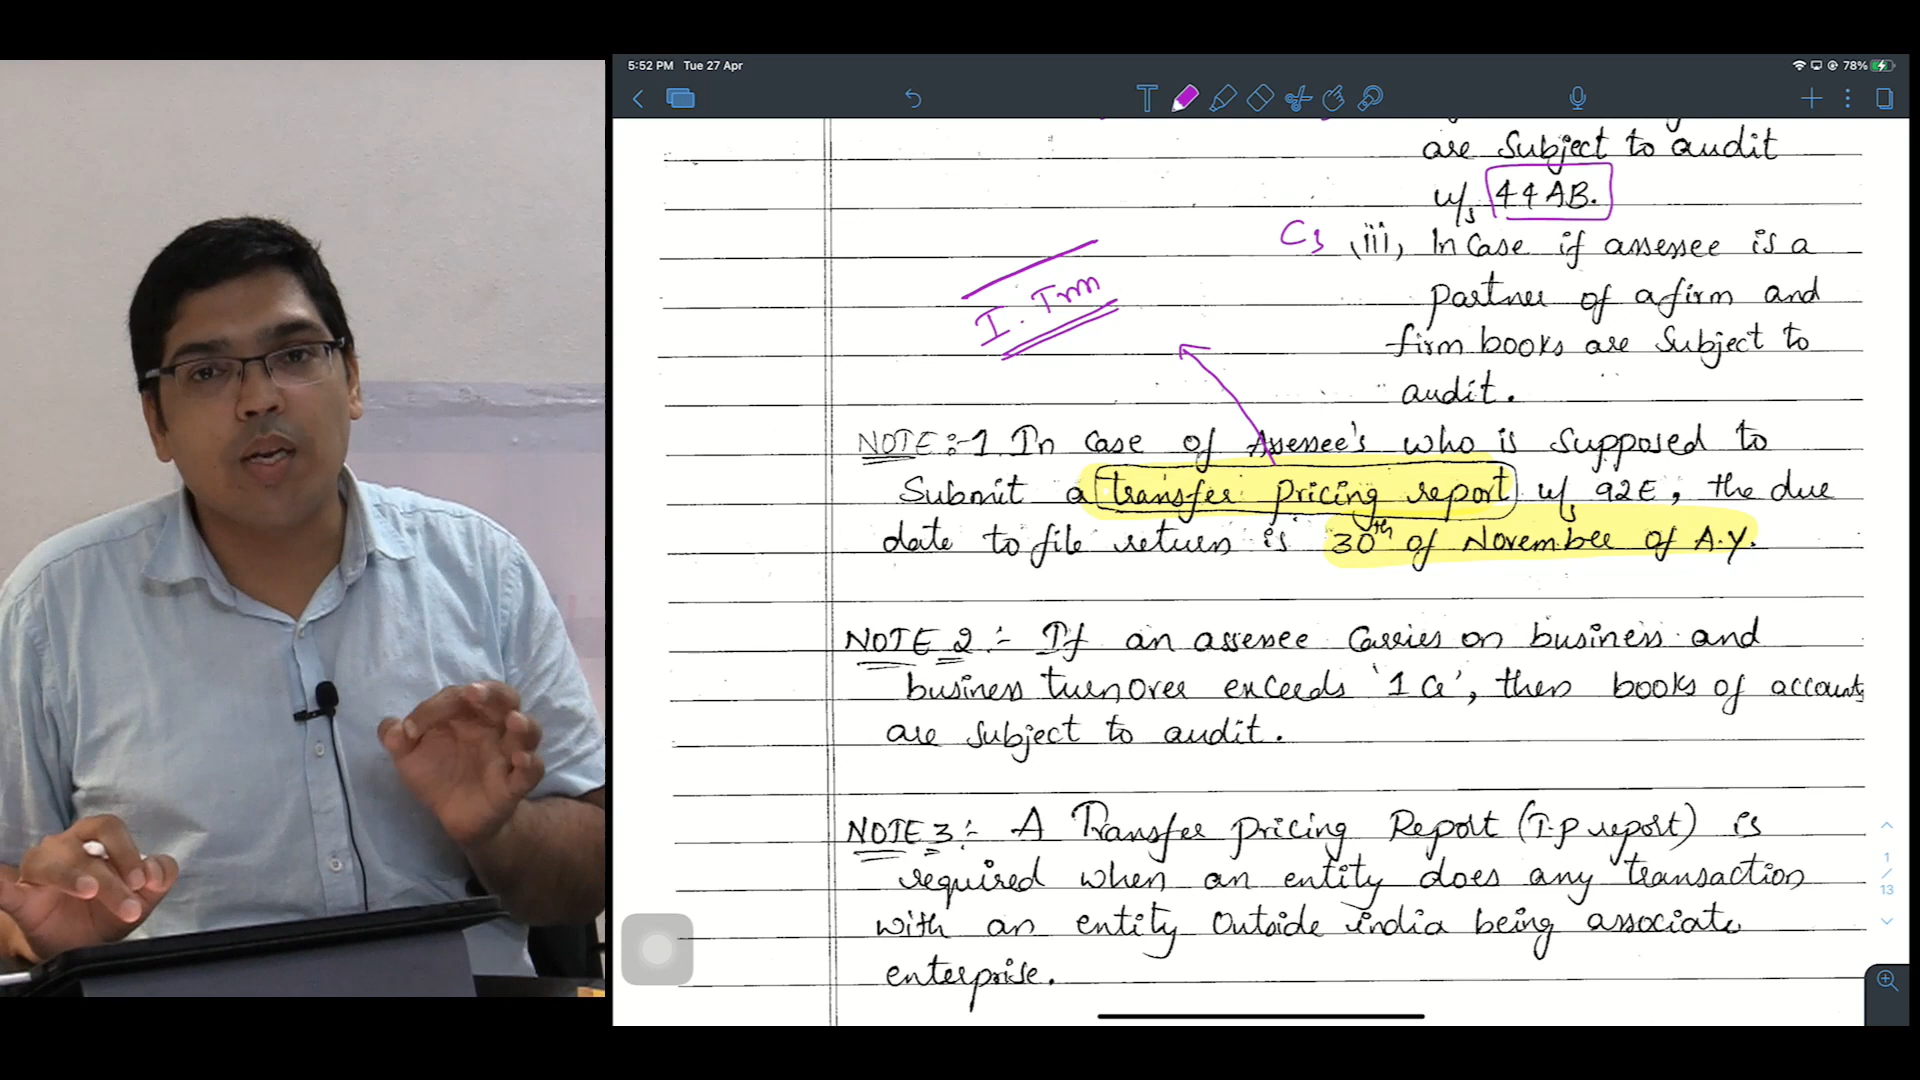 5:52 PM Tue 27 Apr
78%
are Subject to audit
u/s 44AB.
C3 (iii) In Case if assessee is a
partner of a firm and
firm books are Subject to
audit.
I. Trm
NOTE:-1 In case of Assessee's who is supposed to
Submit a transfer pricing report u/s 92E, the due
date to file return is 30th of November of A.Y.
NOTE 2:- If an assessee Carries on business and
business turnover exceeds '1 Cr', then books of accounts
are subject to audit.
NOTE 3:- A Transfer pricing Report (T.P report) is
required when an entity does any transaction
with an entity Outside india being associate
enterprise.
1
/
13